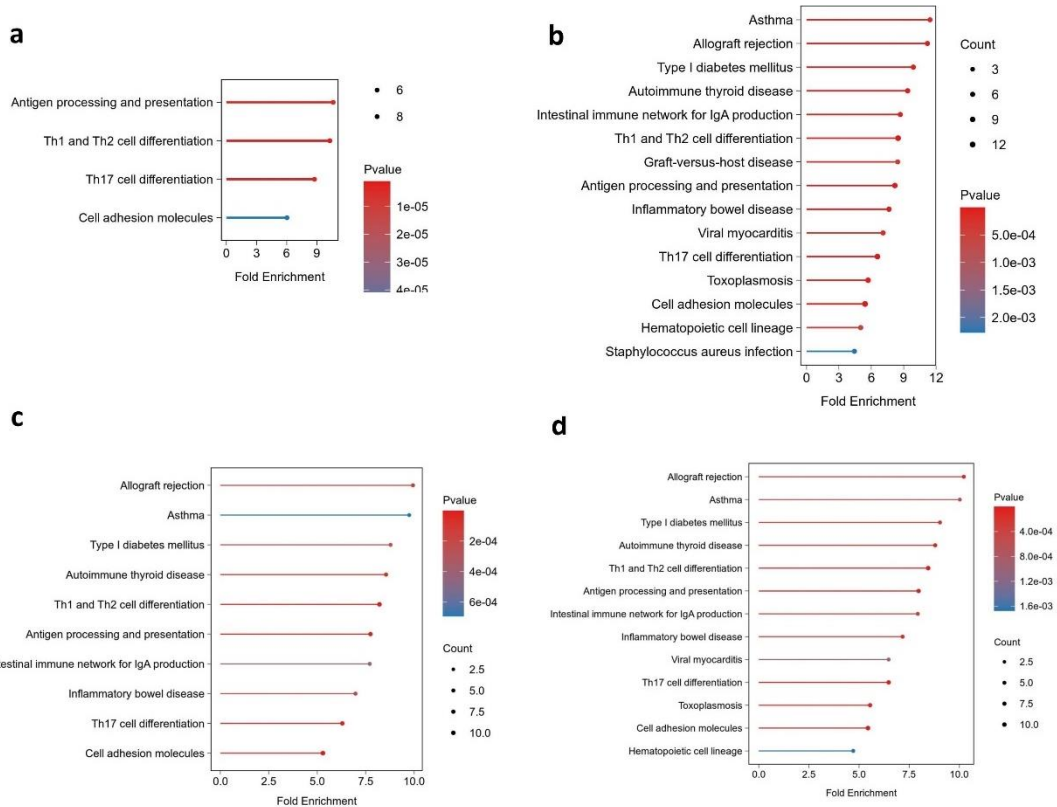 a
Antigen processing and presentation
Th1 and Th2 cell differentiation
Th17 cell differentiation
Cell adhesion molecules
0 3 6 9
Fold Enrichment
6
8
Pvalue
1e-05
2e-05
3e-05
4e-05
b
Asthma
Allograft rejection
Type I diabetes mellitus
Autoimmune thyroid disease
Intestinal immune network for IgA production
Th1 and Th2 cell differentiation
Graft-versus-host disease
Antigen processing and presentation
Inflammatory bowel disease
Viral myocarditis
Th17 cell differentiation
Toxoplasmosis
Cell adhesion molecules
Hematopoietic cell lineage
Staphylococcus aureus infection
0 3 6 9 12
Fold Enrichment
Count
3
6
9
12
Pvalue
5.0e-04
1.0e-03
1.5e-03
2.0e-03
c
Allograft rejection
Asthma
Type I diabetes mellitus
Autoimmune thyroid disease
Th1 and Th2 cell differentiation
Antigen processing and presentation
testinal immune network for IgA production
Inflammatory bowel disease
Th17 cell differentiation
Cell adhesion molecules
0.0 2.5 5.0 7.5 10.0
Fold Enrichment
Pvalue
2e-04
4e-04
6e-04
Count
2.5
5.0
7.5
10.0
d
Allograft rejection
Asthma
Type I diabetes mellitus
Autoimmune thyroid disease
Th1 and Th2 cell differentiation
Antigen processing and presentation
Intestinal immune network for IgA production
Inflammatory bowel disease
Viral myocarditis
Th17 cell differentiation
Toxoplasmosis
Cell adhesion molecules
Hematopoietic cell lineage
0.0 2.5 5.0 7.5 10.0
Fold Enrichment
Pvalue
4.0e-04
8.0e-04
1.2e-03
1.6e-03
Count
2.5
5.0
7.5
10.0